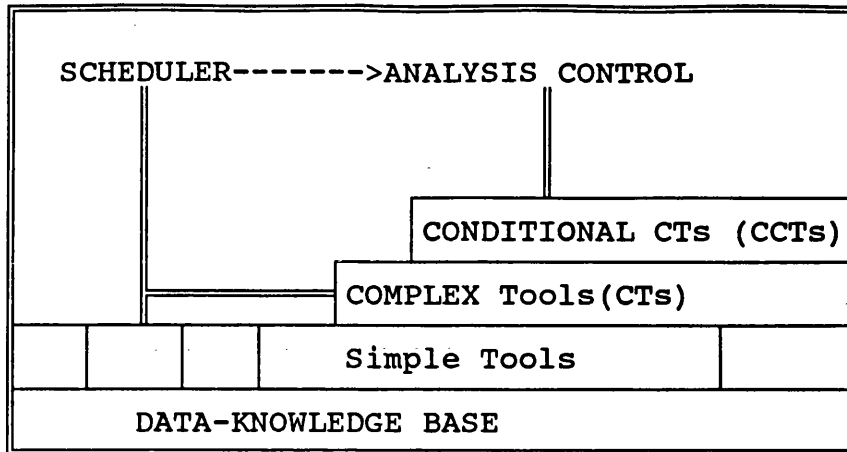 SCHEDULER------->ANALYSIS CONTROL
CONDITIONAL CTs (CCTs)
COMPLEX Tools(CTs)
Simple Tools
DATA-KNOWLEDGE BASE